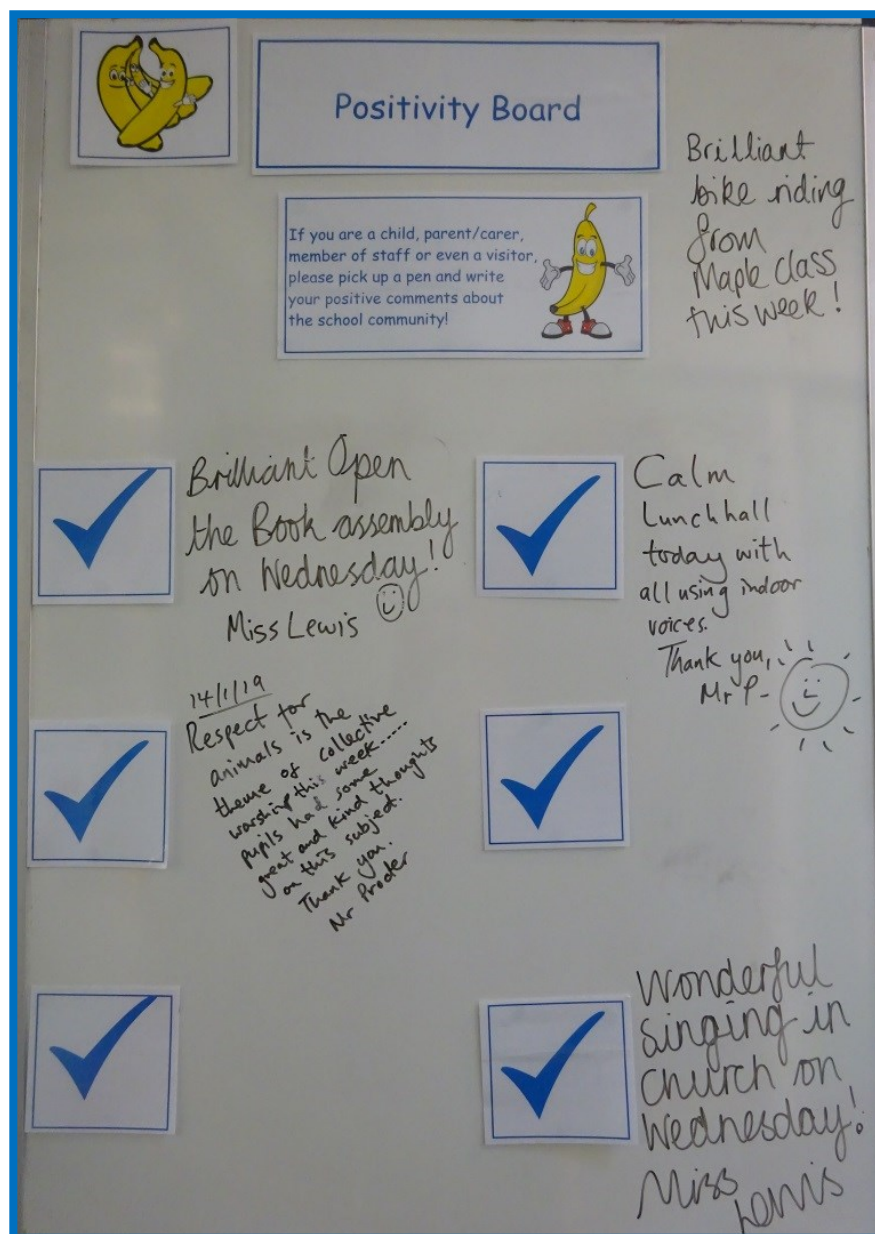 Positivity Board
If you are a child, parent/carer,
member of staff or even a visitor,
please pick up a pen and write
your positive comments about
the school community!
Brilliant
bike riding
from
Maple Class
this week!
Brilliant Open
the Book assembly
on Wednesday!
Miss Lewis
Calm
Lunch hall
today with
all using indoor
voices.
Thank you,
Mr P-
14/1/19
Respect for
animals is the
theme of collective
worship this week.....
pupils had some
great and kind thoughts
on this subject.
Thank you.
Mr Procter
Wonderful
singing in
church on
Wednesday!
Miss
Lewis